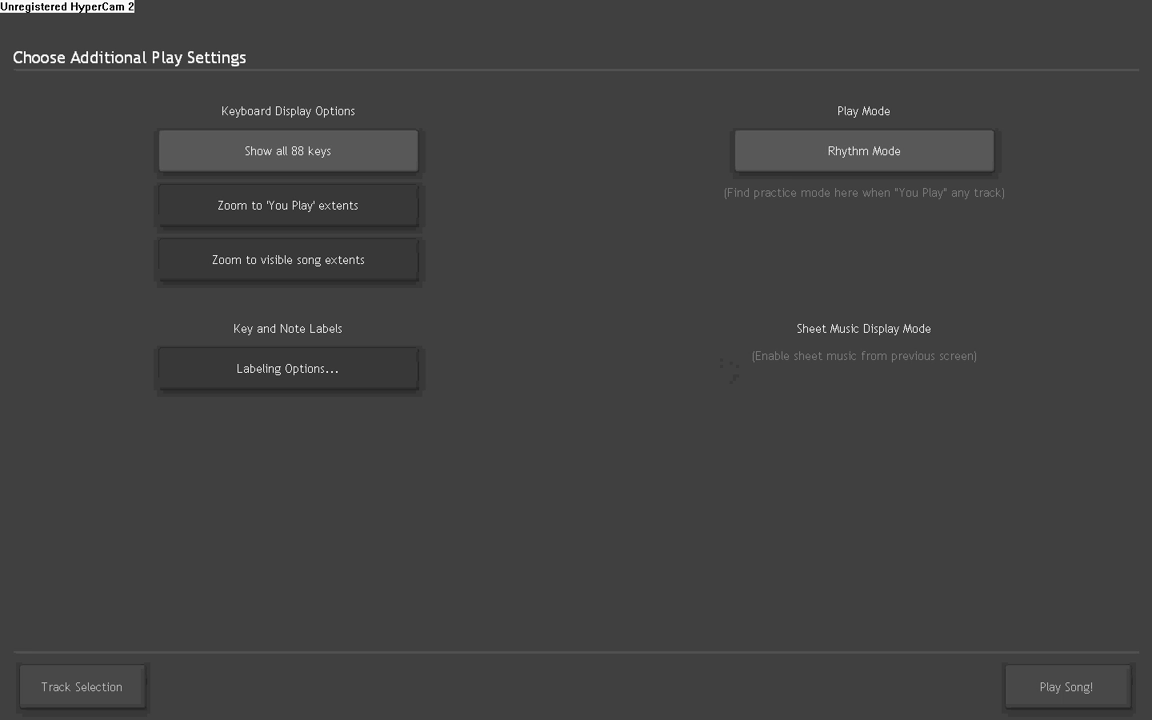 Unregistered HyperCam 2
Choose Additional Play Settings
Keyboard Display Options
Show all 88 keys
Zoom to 'You Play' extents
Zoom to visible song extents
Key and Note Labels
Labeling Options...
Play Mode
Rhythm Mode
(Find practice mode here when "You Play" any track)
Sheet Music Display Mode
(Enable sheet music from previous screen)
Track Selection
Play Song!